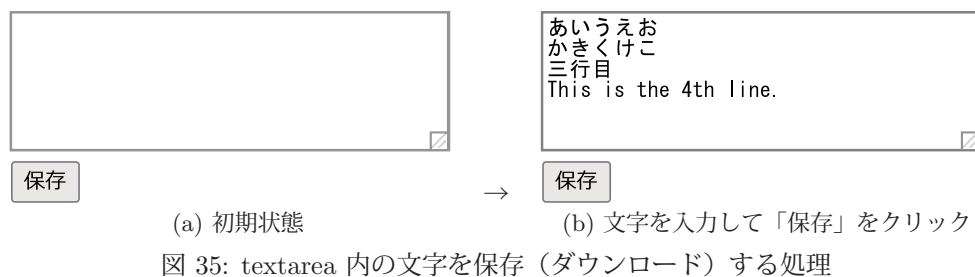 あいうえお
かきくけこ
三行目
This is the 4th line.
保存
→
保存
(a) 初期状態
(b) 文字を入力して「保存」をクリック
図 35: textarea 内の文字を保存（ダウンロード）する処理